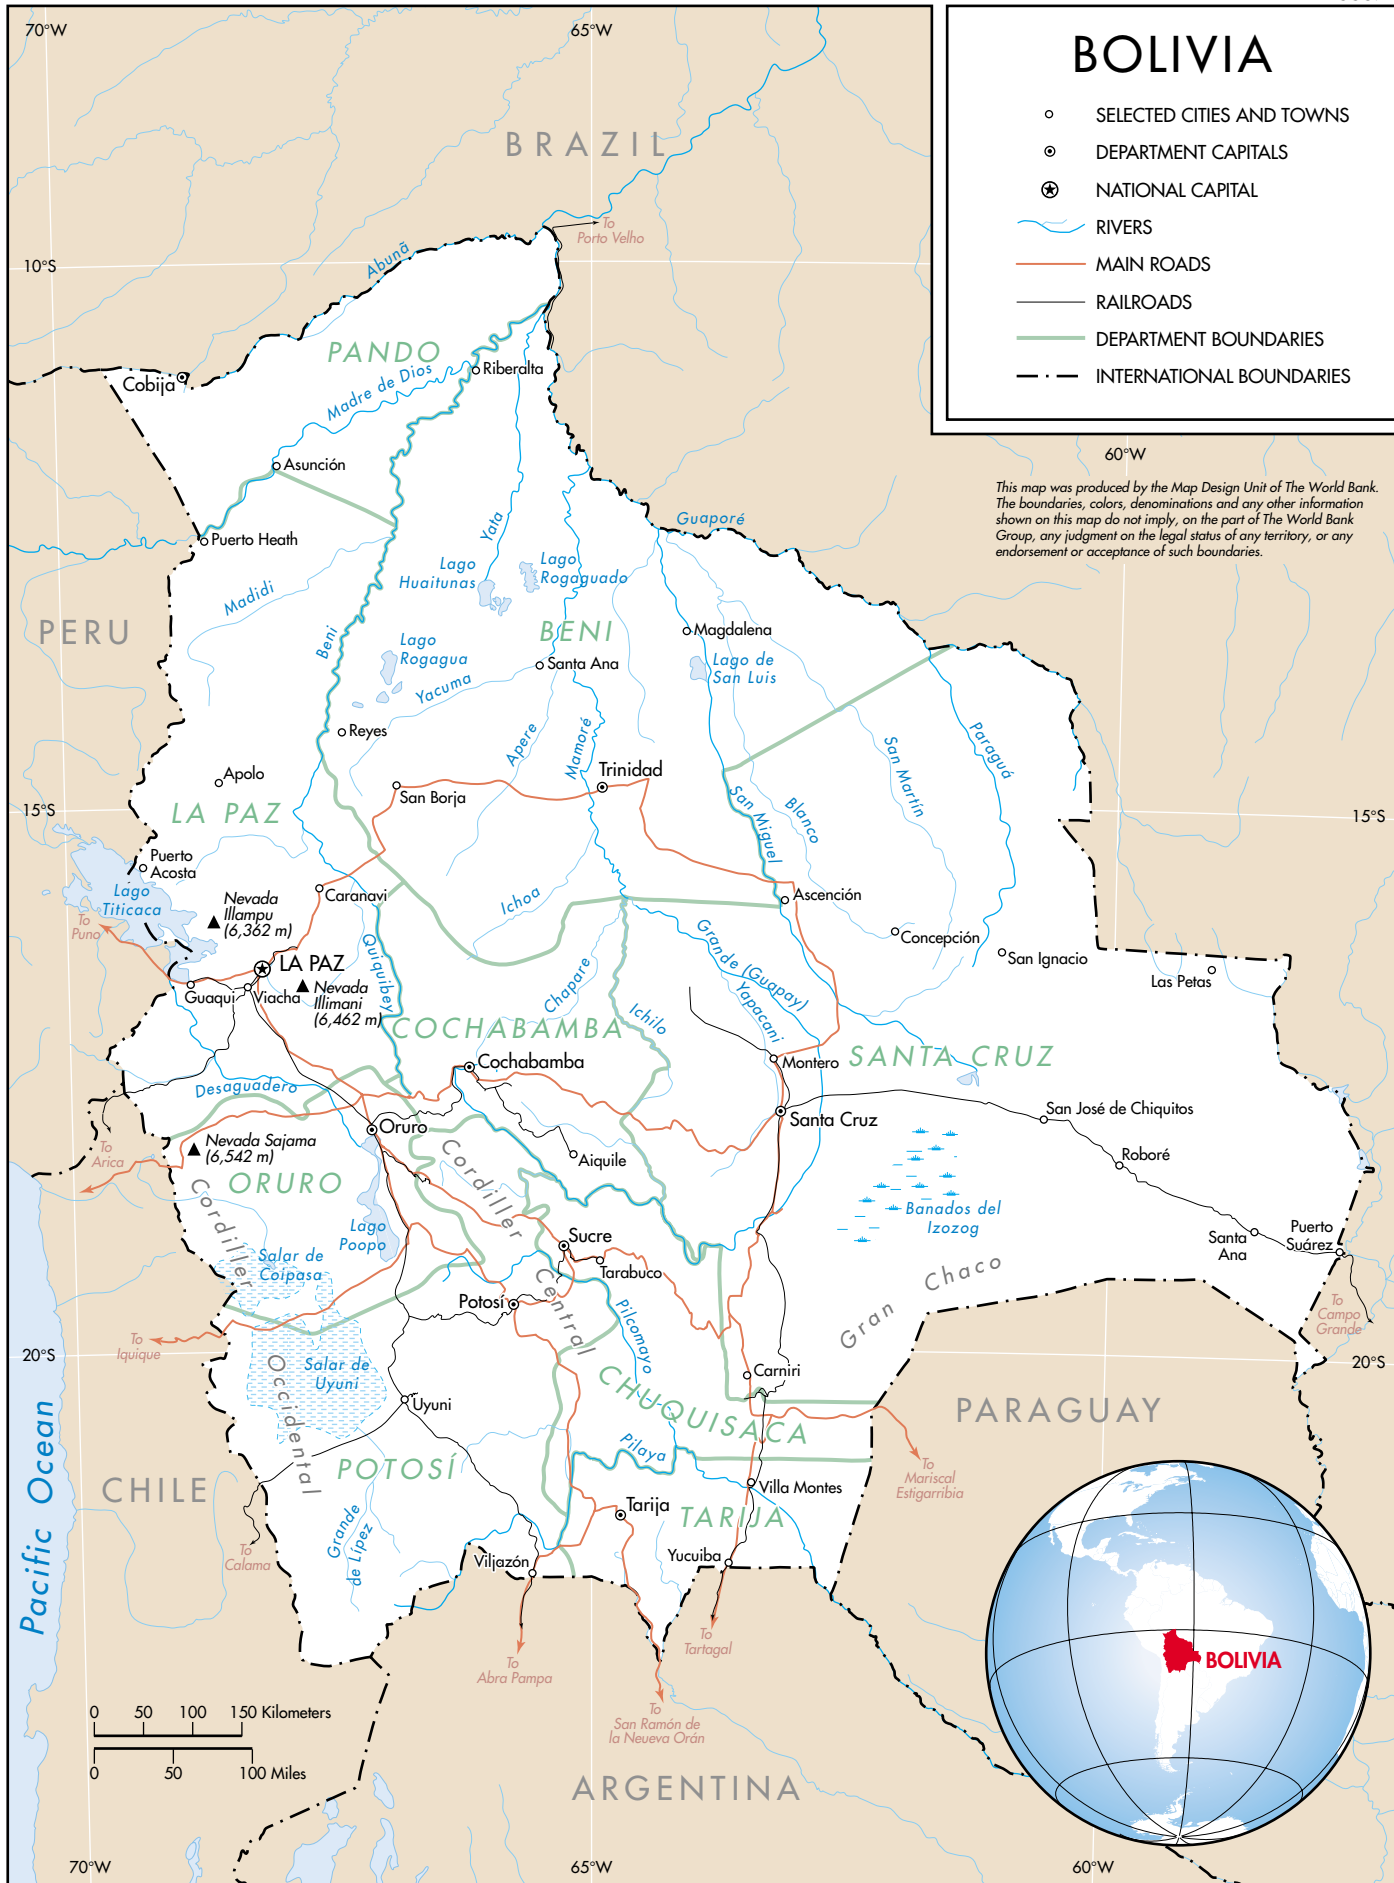 70°W
65°W
BOLIVIA
SELECTED CITIES AND TOWNS
DEPARTMENT CAPITALS
NATIONAL CAPITAL
RIVERS
MAIN ROADS
RAILROADS
DEPARTMENT BOUNDARIES
INTERNATIONAL BOUNDARIES
BRAZIL
To
Porto Velho
10°S
Abunã
PANDO
Cobija
Riberalta
Madre de Dios
60°W
Asunción
This map was produced by the Map Design Unit of The World Bank.
The boundaries, colors, denominations and any other information
shown on this map do not imply, on the part of The World Bank
Group, any judgment on the legal status of any territory, or any
endorsement or acceptance of such boundaries.
Guaporé
Yata
Puerto Heath
Lago
Huaitunas
Lago
Rogaguado
Madidi
PERU
Beni
BENI
Magdalena
Lago
Rogagua
Santa Ana
Lago de
San Luis
Yacuma
Reyes
Apere
Mamoré
San Martín
Paraguá
Apolo
Trinidad
San Borja
LA PAZ
15°S
15°S
San Miguel
Blanco
Puerto
Acosta
Lago
Titicaca
Nevada
Illampu
(6,362 m)
Caranavi
Ichoa
Ascención
To
Puno
Quiquibey
Grande (Guapay)
Concepción
San Ignacio
LA PAZ
Las Petas
Guaqui
Viacha
Nevada
Illimani
(6,462 m)
Chapare
Ichilo
Yapacani
COCHABAMBA
SANTA CRUZ
Cochabamba
Montero
Desaguadero
Oruro
Santa Cruz
San José de Chiquitos
To
Arica
Nevada Sajama
(6,542 m)
Aiquile
Roboré
ORURO
Cordiller
Occidental
Cordiller
Central
Banados del
Izozog
Lago
Poopo
Sucre
Santa
Ana
Puerto
Suárez
Salar de
Coipasa
Tarabuco
Gran Chaco
Potosí
Pilcomayo
To
Campo
Grande
To
Iquique
20°S
20°S
Salar de
Uyuni
Carniri
CHUQUISACA
Uyuni
PARAGUAY
Pilaya
POTOSÍ
To
Mariscal
Estigarribia
CHILE
Villa Montes
Tarija
TARIJA
Grande
de Lípez
Pacific Ocean
To
Calama
Viljazón
Yucuiba
To
Tartagal
To
Abra Pampa
BOLIVIA
To
San Ramón de
la Neueva Orán
0 50 100 150 Kilometers
0 50 100 Miles
ARGENTINA
70°W
65°W
60°W